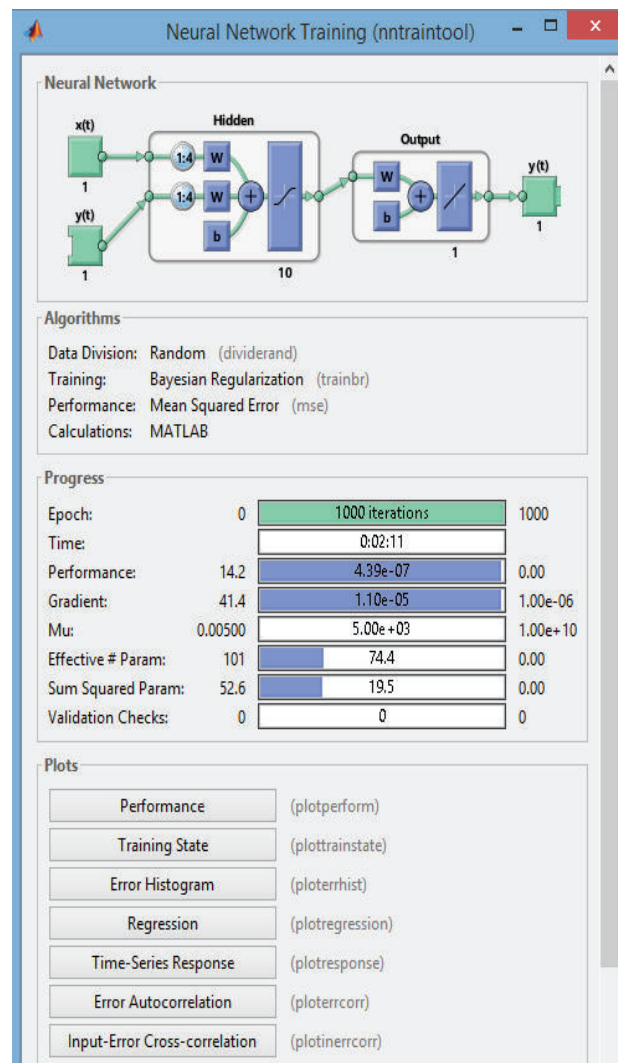 Neural Network Training (nntraintool)
Neural Network
x(t)
1
y(t)
1
Hidden
1:4
W
1:4
W
b
+
10
Output
W
b
+
1
y(t)
1
Algorithms
Data Division: Random (dividerand)
Training: Bayesian Regularization (trainbr)
Performance: Mean Squared Error (mse)
Calculations: MATLAB
Progress
Epoch: 0 1000 iterations 1000
Time: 0:02:11
Performance: 14.2 4.39e-07 0.00
Gradient: 41.4 1.10e-05 1.00e-06
Mu: 0.00500 5.00e+03 1.00e+10
Effective # Param: 101 74.4 0.00
Sum Squared Param: 52.6 19.5 0.00
Validation Checks: 0 0 0
Plots
Performance (plotperform)
Training State (plottrainstate)
Error Histogram (ploterrhist)
Regression (plotregression)
Time-Series Response (plotresponse)
Error Autocorrelation (ploterrcorr)
Input-Error Cross-correlation (plotinerrcorr)